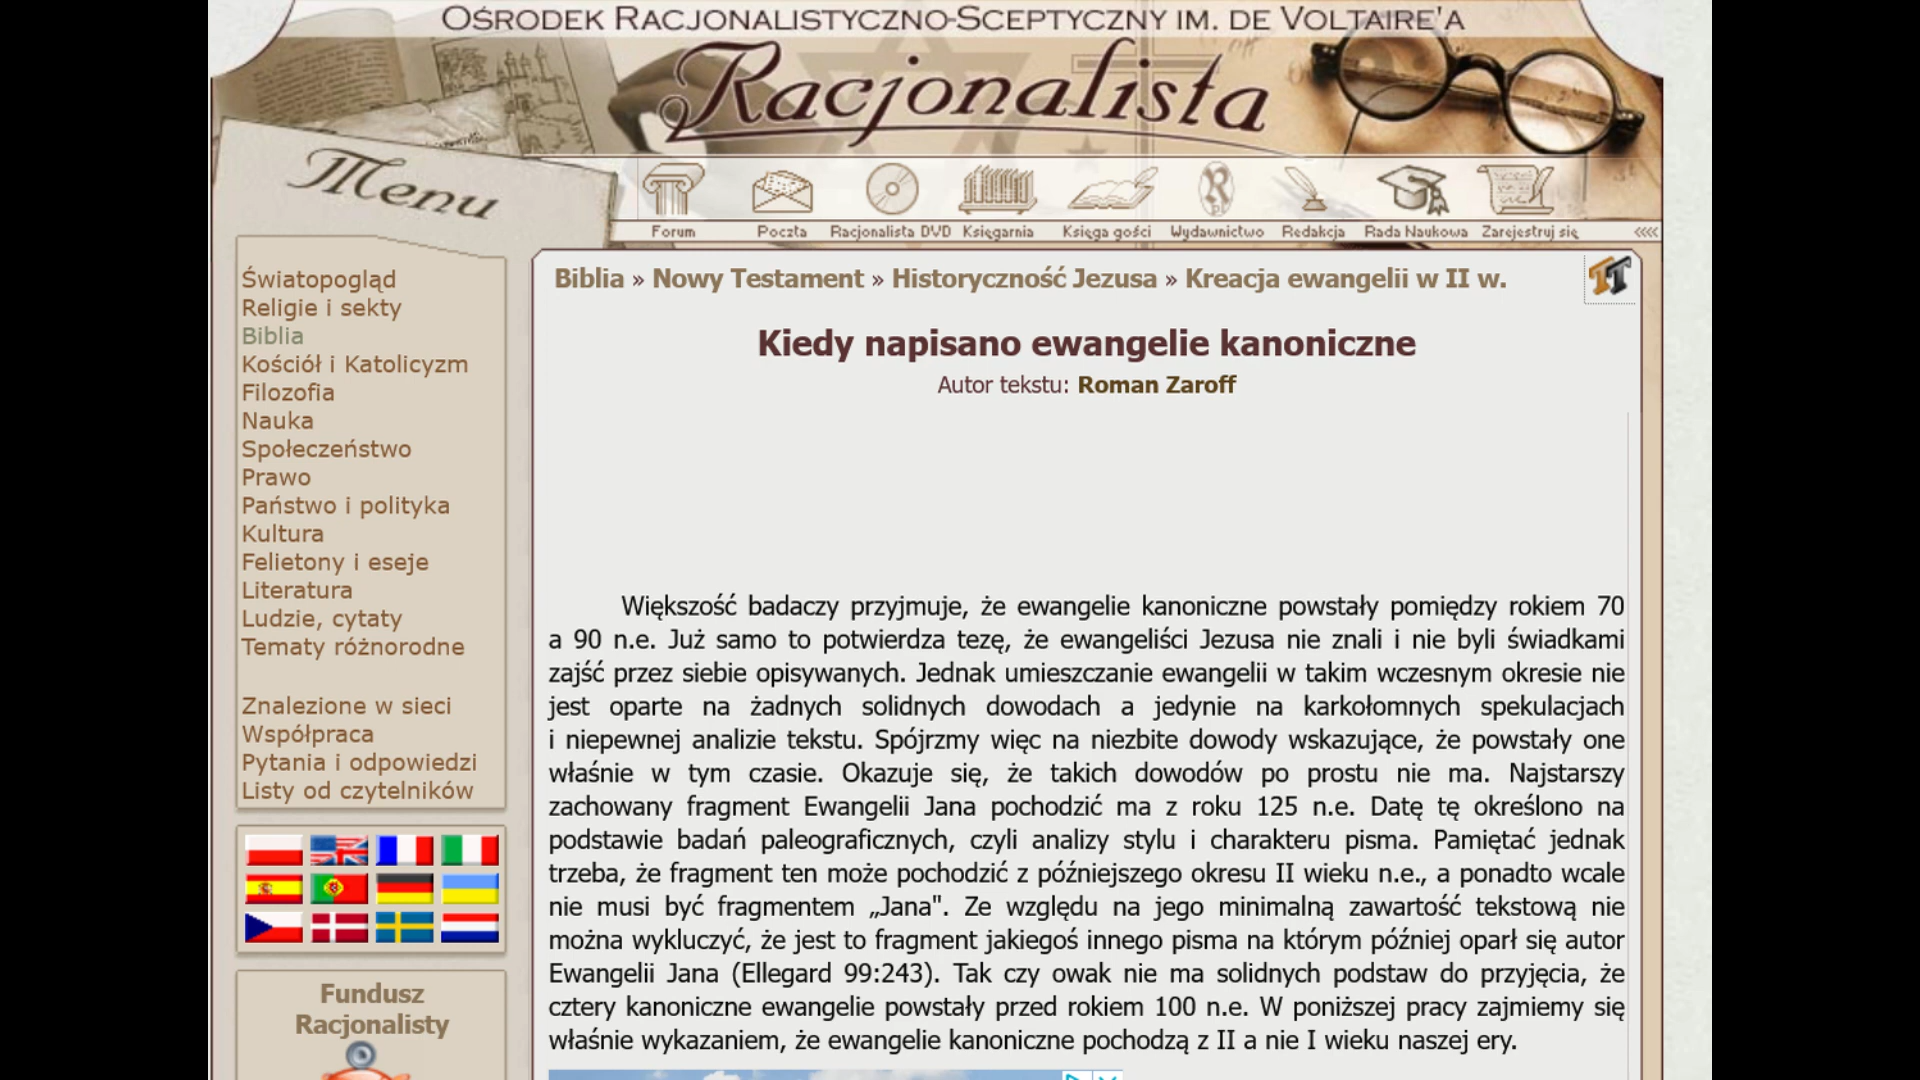 Ośrodek Racjonalistyczno-Sceptyczny im. de Voltaire'a
Racjonalista
Menu
Forum
Poczta
Racjonalista DVD
Księgarnia
Księga gości
Wydawnictwo
Redakcja
Rada Naukowa
Zarejestruj się
««
Światopogląd
Religie i sekty
Biblia
Kościół i Katolicyzm
Filozofia
Nauka
Społeczeństwo
Prawo
Państwo i polityka
Kultura
Felietony i eseje
Literatura
Ludzie, cytaty
Tematy różnorodne
Znalezione w sieci
Współpraca
Pytania i odpowiedzi
Listy od czytelników
Fundusz
Racjonalisty
Biblia » Nowy Testament » Historyczność Jezusa » Kreacja ewangelii w II w.
TT
Kiedy napisano ewangelie kanoniczne
Autor tekstu: Roman Zaroff
Większość badaczy przyjmuje, że ewangelie kanoniczne powstały pomiędzy rokiem 70
a 90 n.e. Już samo to potwierdza tezę, że ewangeliści Jezusa nie znali i nie byli świadkami
zajść przez siebie opisywanych. Jednak umieszczanie ewangelii w takim wczesnym okresie nie
jest oparte na żadnych solidnych dowodach a jedynie na karkołomnych spekulacjach
i niepewnej analizie tekstu. Spójrzmy więc na niezbite dowody wskazujące, że powstały one
właśnie w tym czasie. Okazuje się, że takich dowodów po prostu nie ma. Najstarszy
zachowany fragment Ewangelii Jana pochodzić ma z roku 125 n.e. Datę tę określono na
podstawie badań paleograficznych, czyli analizy stylu i charakteru pisma. Pamiętać jednak
trzeba, że fragment ten może pochodzić z późniejszego okresu II wieku n.e., a ponadto wcale
nie musi być fragmentem „Jana". Ze względu na jego minimalną zawartość tekstową nie
można wykluczyć, że jest to fragment jakiegoś innego pisma na którym później oparł się autor
Ewangelii Jana (Ellegard 99:243). Tak czy owak nie ma solidnych podstaw do przyjęcia, że
cztery kanoniczne ewangelie powstały przed rokiem 100 n.e. W poniższej pracy zajmiemy się
właśnie wykazaniem, że ewangelie kanoniczne pochodzą z II a nie I wieku naszej ery.